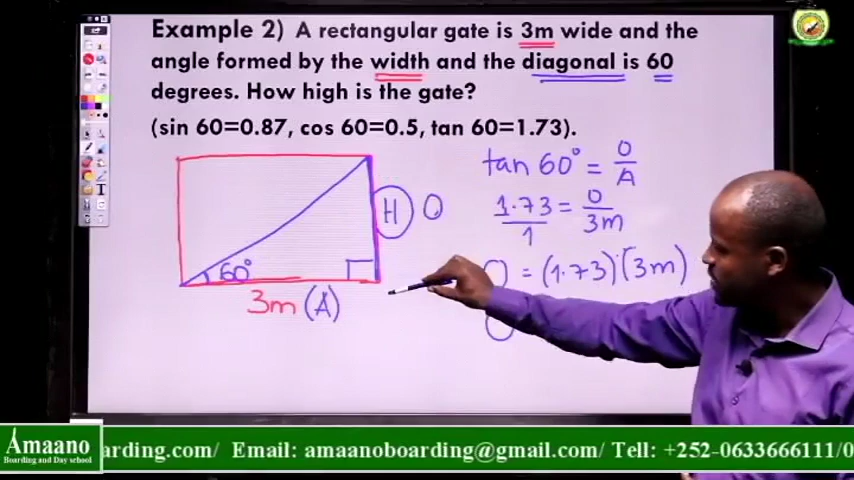 Example 2) A rectangular gate is 3m wide and the
angle formed by the width and the diagonal is 60
degrees. How high is the gate?
(sin 60=0.87, cos 60=0.5, tan 60=1.73).
tan 60° = O/A
1.73/1 = O/3m
O = (1.73)(3m)
O
H O
60°
3m (A)
T
Amaano
Boarding and Day school
arding.com/ Email: amaanoboarding@gmail.com/ Tell: +252-0633666111/0